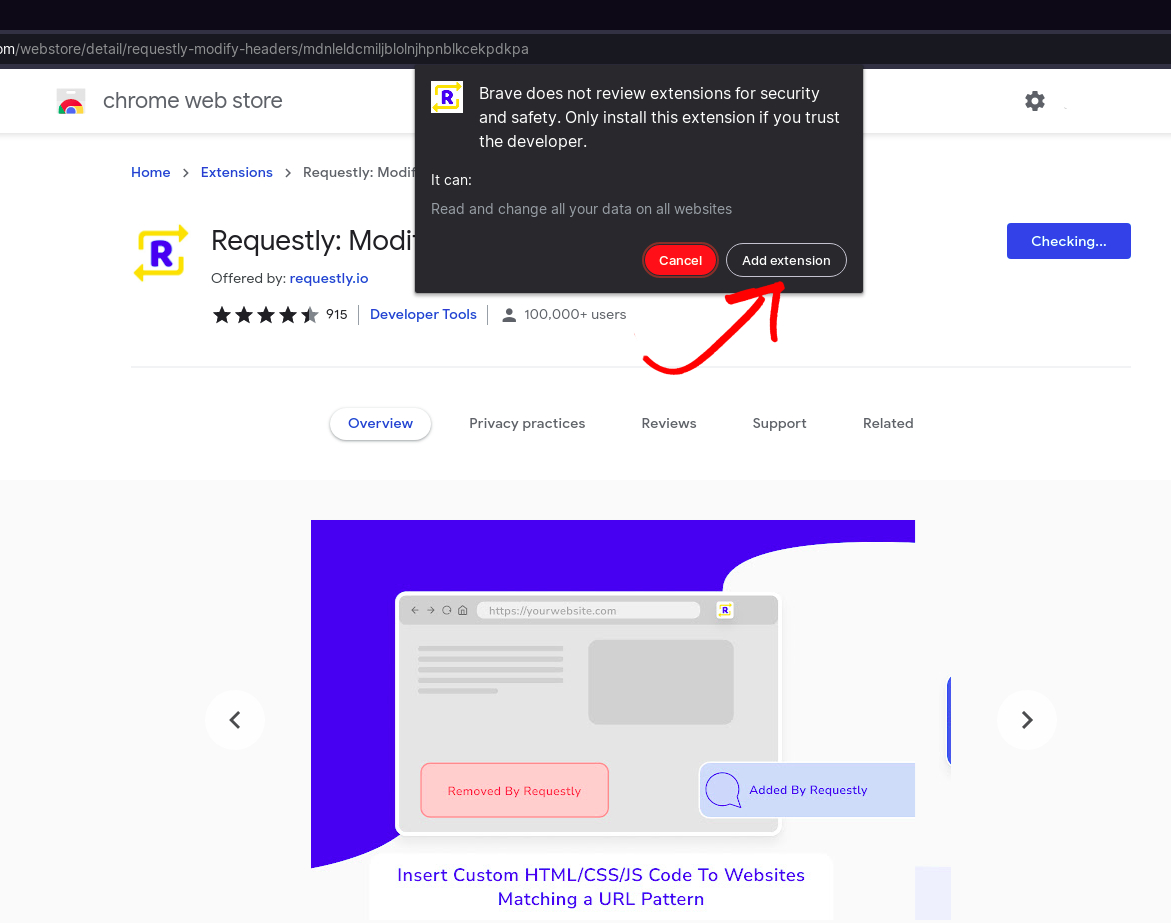 om/webstore/detail/requestly-modify-headers/mdnleldcmiljblolnjhpnblkcekpdkpa
chrome web store
R
Brave does not review extensions for security
and safety. Only install this extension if you trust
the developer.
It can:
Read and change all your data on all websites
Cancel
Add extension
Home
Extensions
Requestly: Modif
R
Requestly: Modif
Offered by: requestly.io
Checking...
915
Developer Tools
100,000+ users
Overview
Privacy practices
Reviews
Support
Related
https://yourwebsite.com
R
Removed By Requestly
Added By Requestly
Insert Custom HTML/CSS/JS Code To Websites
Matching a URL Pattern